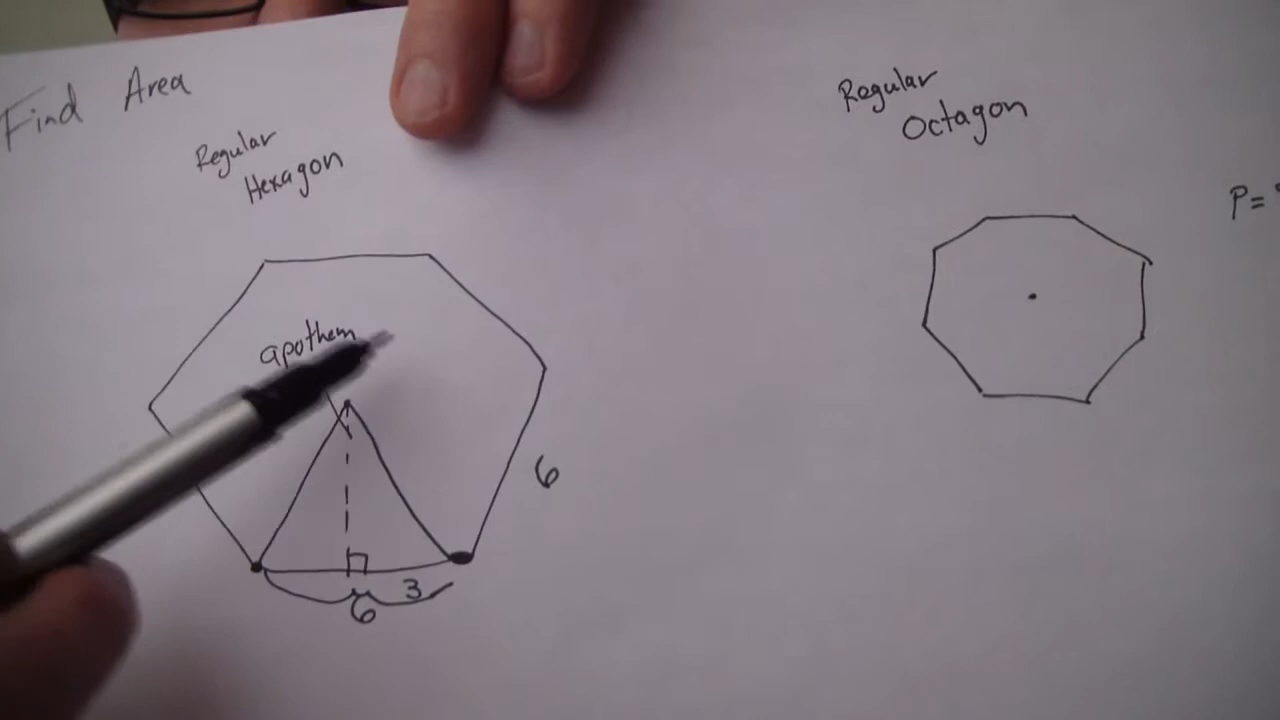 Find Area
Regular
Hexagon
apothem
6
3
6
Regular
Octagon
P=